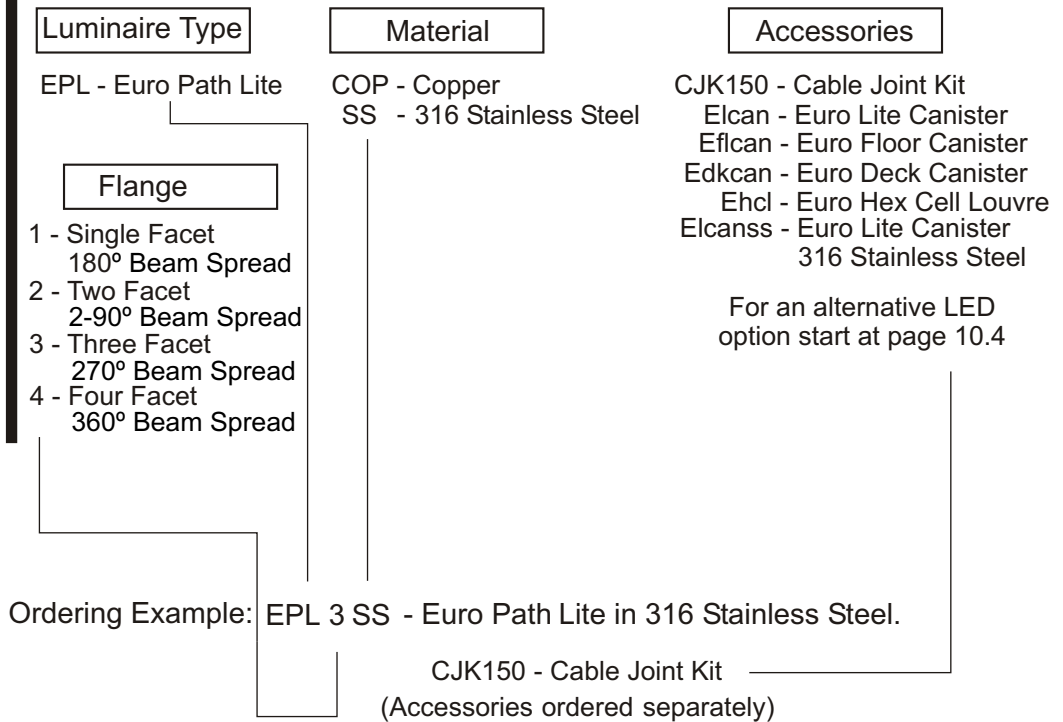 Luminaire Type
EPL - Euro Path Lite
Flange
1 - Single Facet
180º Beam Spread
2 - Two Facet
2-90º Beam Spread
3 - Three Facet
270º Beam Spread
4 - Four Facet
360º Beam Spread
Material
COP - Copper
SS - 316 Stainless Steel
Accessories
CJK150 - Cable Joint Kit
Elcan - Euro Lite Canister
Eflcan - Euro Floor Canister
Edkcan - Euro Deck Canister
Ehcl - Euro Hex Cell Louvre
Elcanss - Euro Lite Canister
316 Stainless Steel
For an alternative LED
option start at page 10.4
Ordering Example: EPL 3 SS - Euro Path Lite in 316 Stainless Steel.
CJK150 - Cable Joint Kit
(Accessories ordered separately)